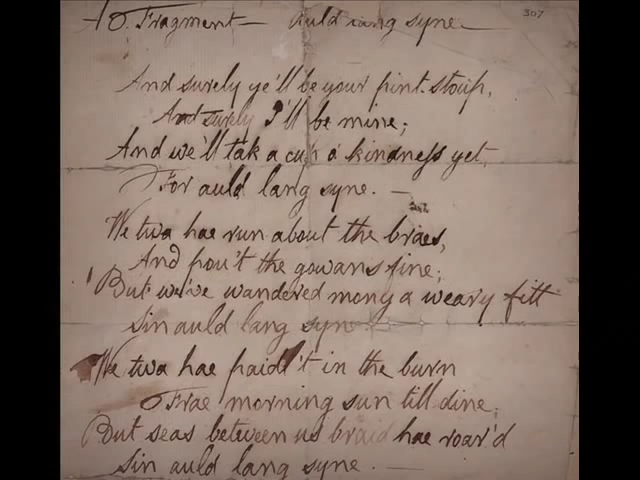 A O. Fragment — Auld lang syne —
307
And surely ye'll be your pint stoup,
And surely I'll be mine;
And we'll tak a cup o' kindness yet,
For auld lang syne. —
We twa hae run about the braes,
And pou't the gowans fine;
But we've wandered mony a weary fitt
Sin auld lang syne
We twa hae paidl't in the burn
Frae morning sun till dine;
But seas between us braid hae roar'd
Sin auld lang syne. —